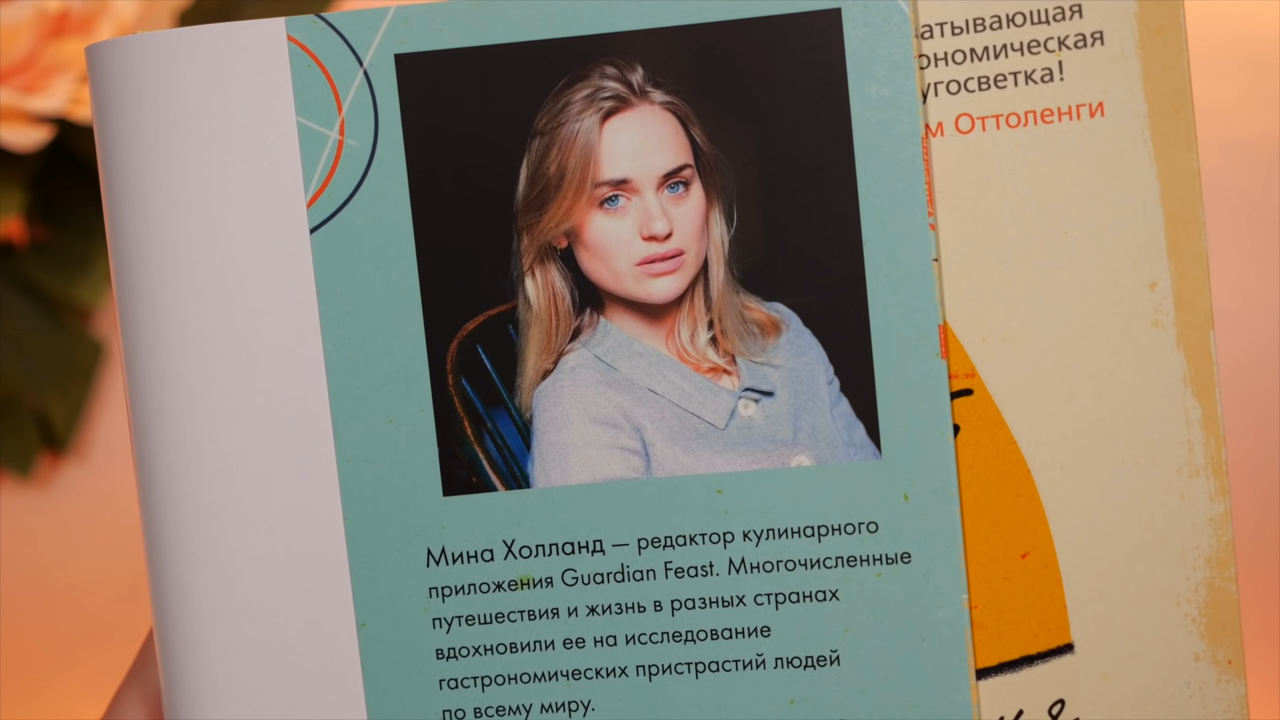 Мина Холланд — редактор кулинарного
приложения Guardian Feast. Многочисленные
путешествия и жизнь в разных странах
вдохновили ее на исследование
гастрономических пристрастий людей
по всему миру.
атывающая
ономическая
угосветка!
м Оттоленги